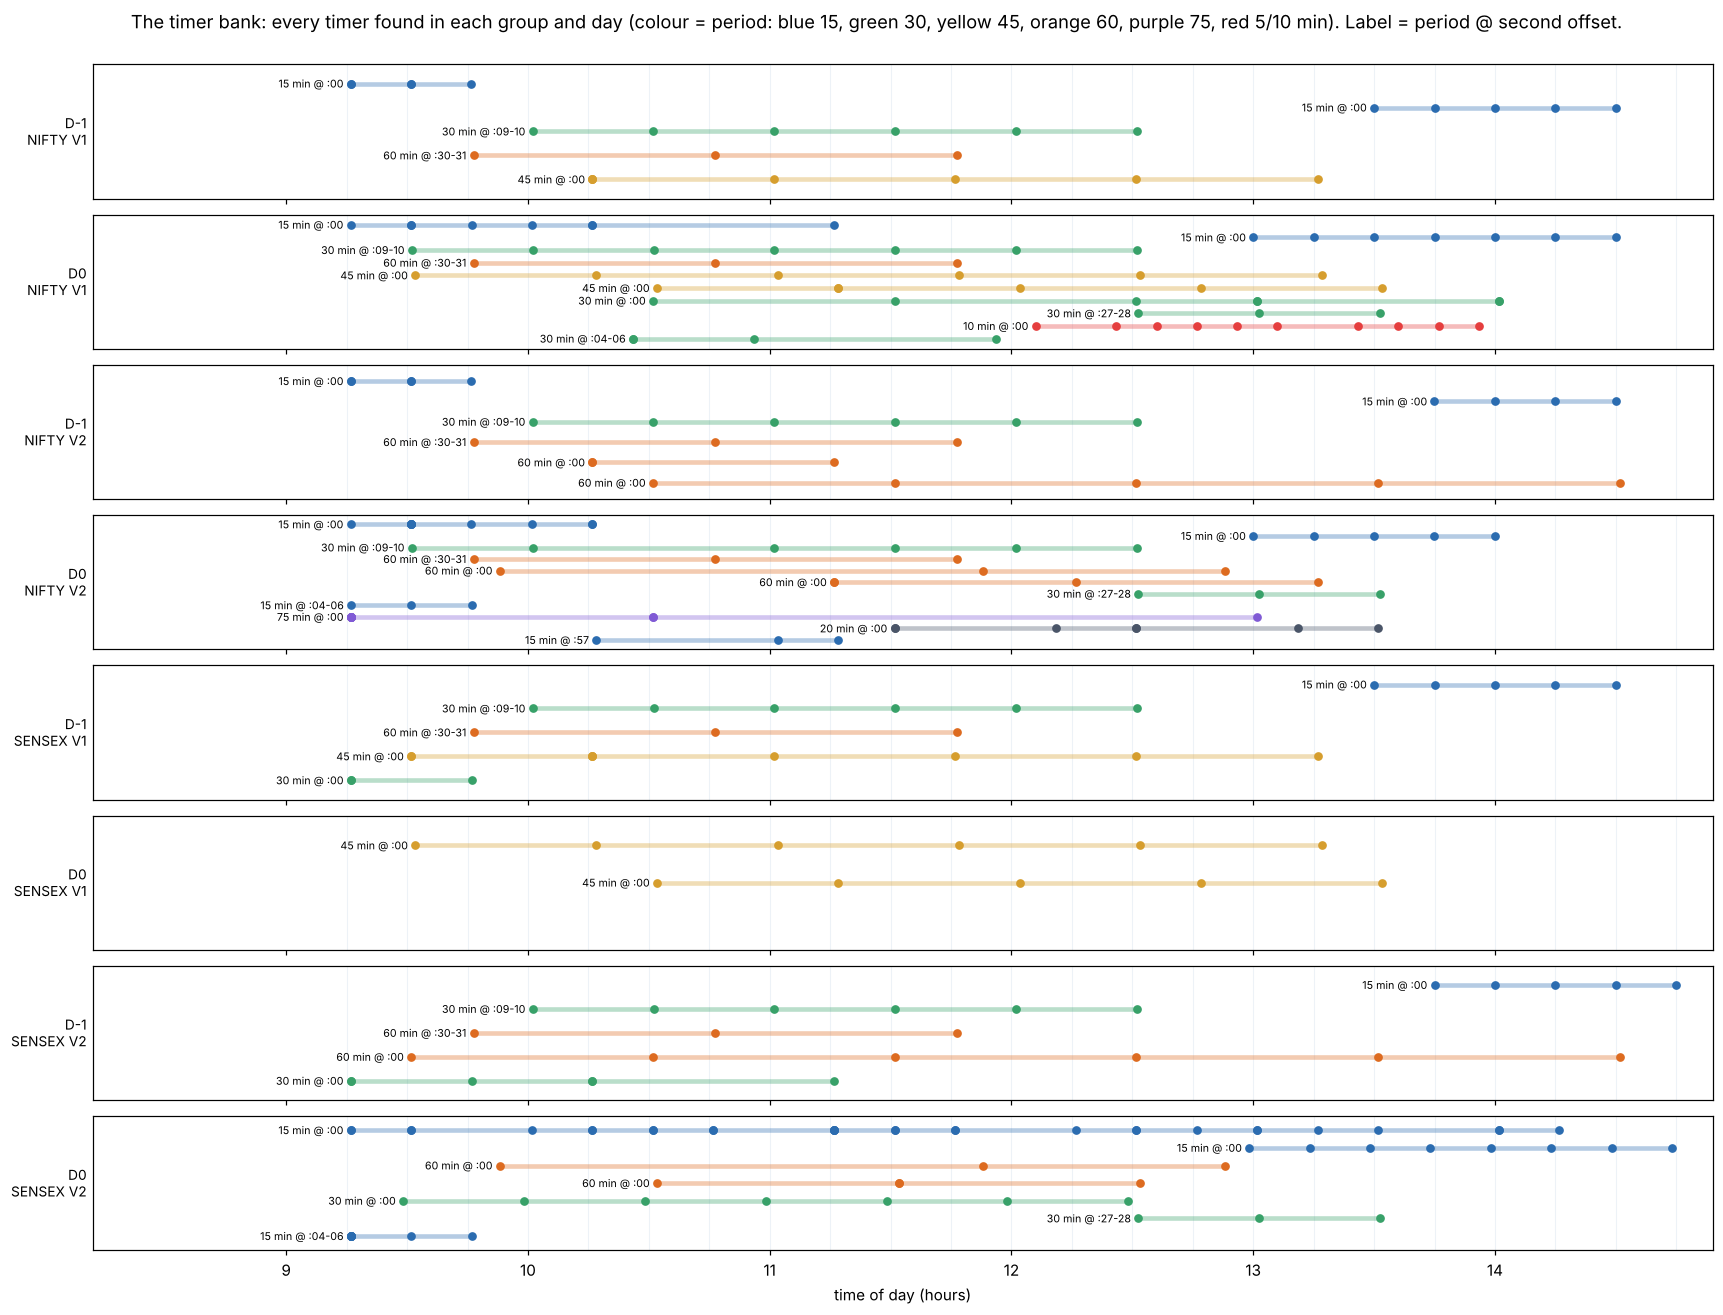 The timer bank: every timer found in each group and day (colour = period: blue 15, green 30, yellow 45, orange 60, purple 75, red 5/10 min). Label = period @ second offset.
D-1
NIFTY V1
15 min @ :00
15 min @ :00
30 min @ :09-10
60 min @ :30-31
45 min @ :00
D0
NIFTY V1
15 min @ :00
15 min @ :00
30 min @ :09-10
60 min @ :30-31
45 min @ :00
45 min @ :00
30 min @ :00
30 min @ :27-28
10 min @ :00
30 min @ :04-06
D-1
NIFTY V2
15 min @ :00
15 min @ :00
30 min @ :09-10
60 min @ :30-31
60 min @ :00
60 min @ :00
D0
NIFTY V2
15 min @ :00
15 min @ :00
30 min @ :09-10
60 min @ :30-31
60 min @ :00
60 min @ :00
30 min @ :27-28
15 min @ :04-06
75 min @ :00
20 min @ :00
15 min @ :57
D-1
SENSEX V1
15 min @ :00
30 min @ :09-10
60 min @ :30-31
45 min @ :00
30 min @ :00
D0
SENSEX V1
45 min @ :00
45 min @ :00
D-1
SENSEX V2
15 min @ :00
30 min @ :09-10
60 min @ :30-31
60 min @ :00
30 min @ :00
D0
SENSEX V2
15 min @ :00
15 min @ :00
60 min @ :00
60 min @ :00
30 min @ :00
30 min @ :27-28
15 min @ :04-06
9 10 11 12 13 14
time of day (hours)